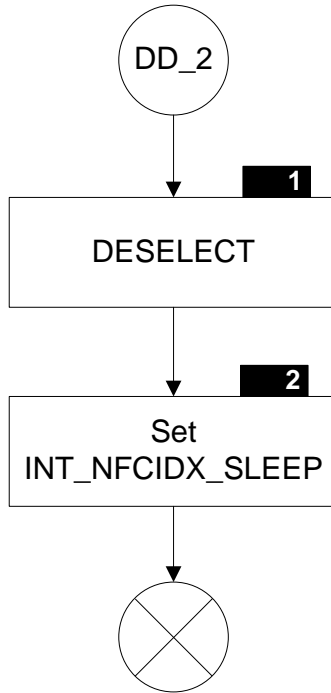 DD_2
1
DESELECT
2
Set
INT_NFCIDX_SLEEP